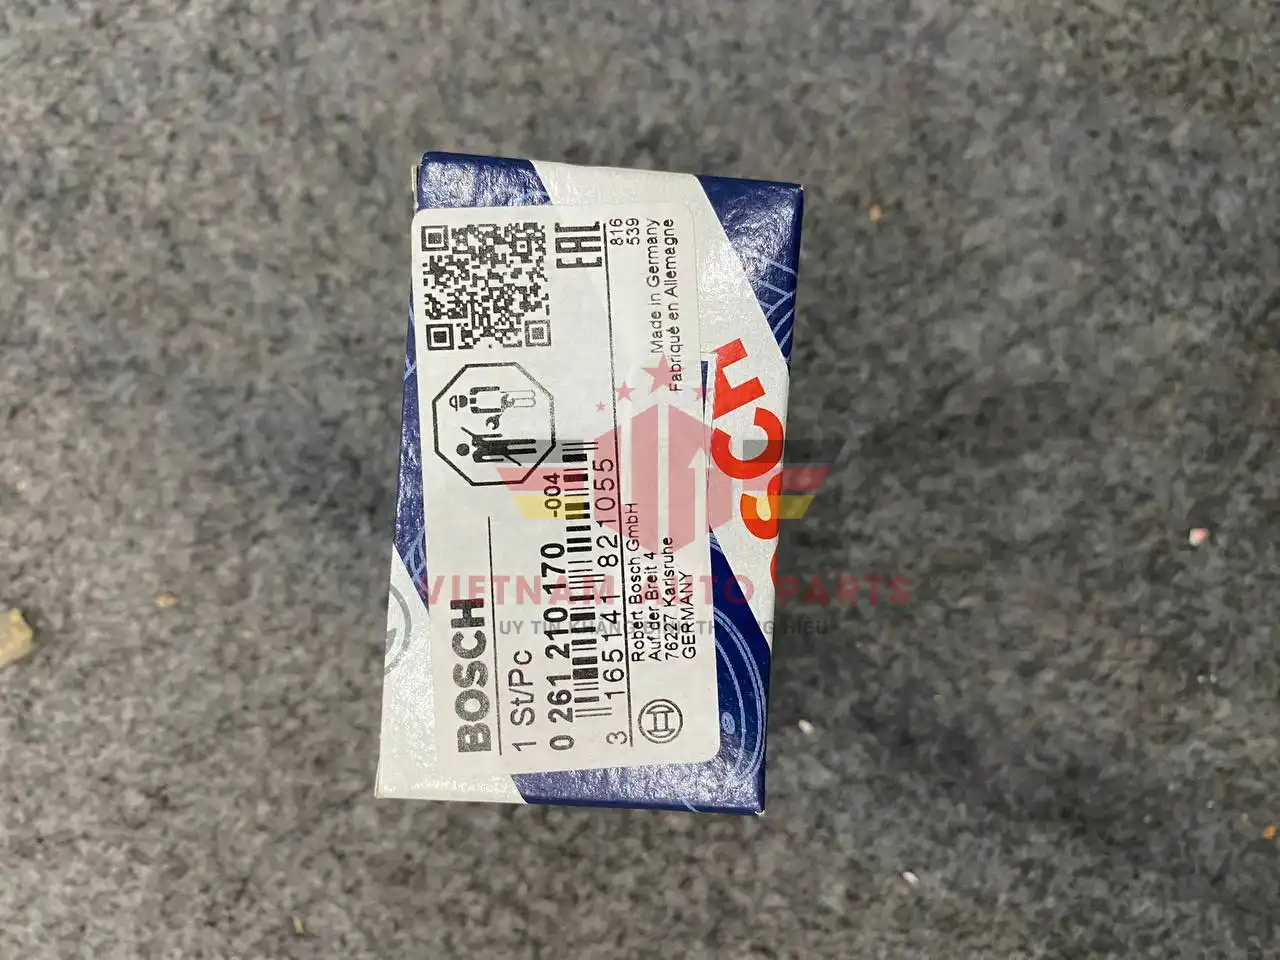 BOSCH
1 St/Pc
0 261 210 170 -004
3 165141 821055
Robert Bosch GmbH
Auf der Breit 4
76227 Karlsruhe
GERMANY
EAC
816
539
Made in Germany
Fabriqué en Allemagne
VIETNAM AUTO PARTS